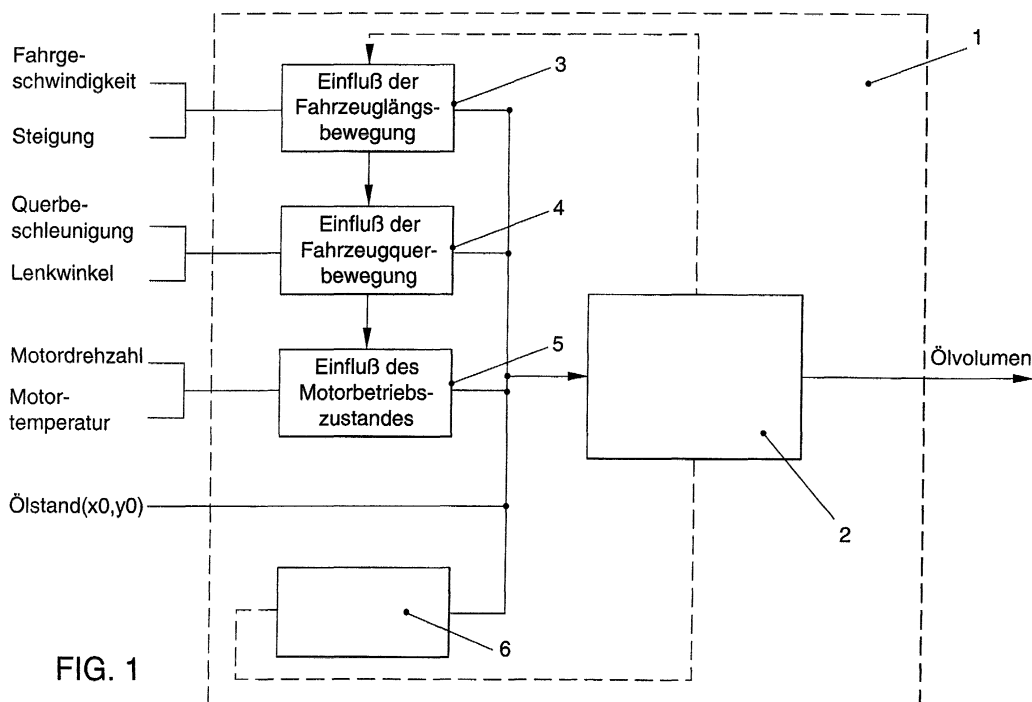 1
Fahrge-
schwindigkeit
Steigung
Einfluß der
Fahrzeuglängs-
bewegung
3
Querbe-
schleunigung
Lenkwinkel
Einfluß der
Fahrzeugquer-
bewegung
4
Motordrehzahl
Motor-
temperatur
Einfluß des
Motorbetriebs-
zustandes
5
Ölvolumen
2
Ölstand(x0,y0)
6
FIG. 1